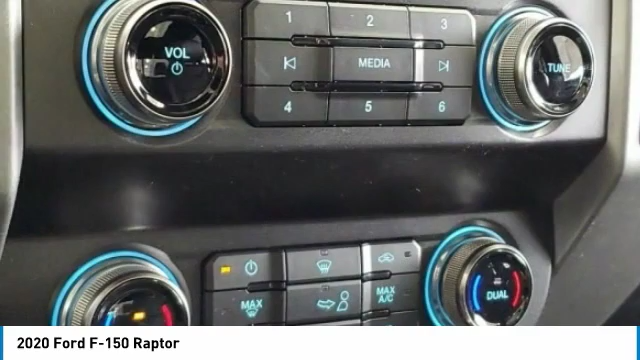 1 2 3
VOL
MEDIA
TUNE
4 5 6
MAX
MAX
A/C
DUAL
2020 Ford F-150 Raptor